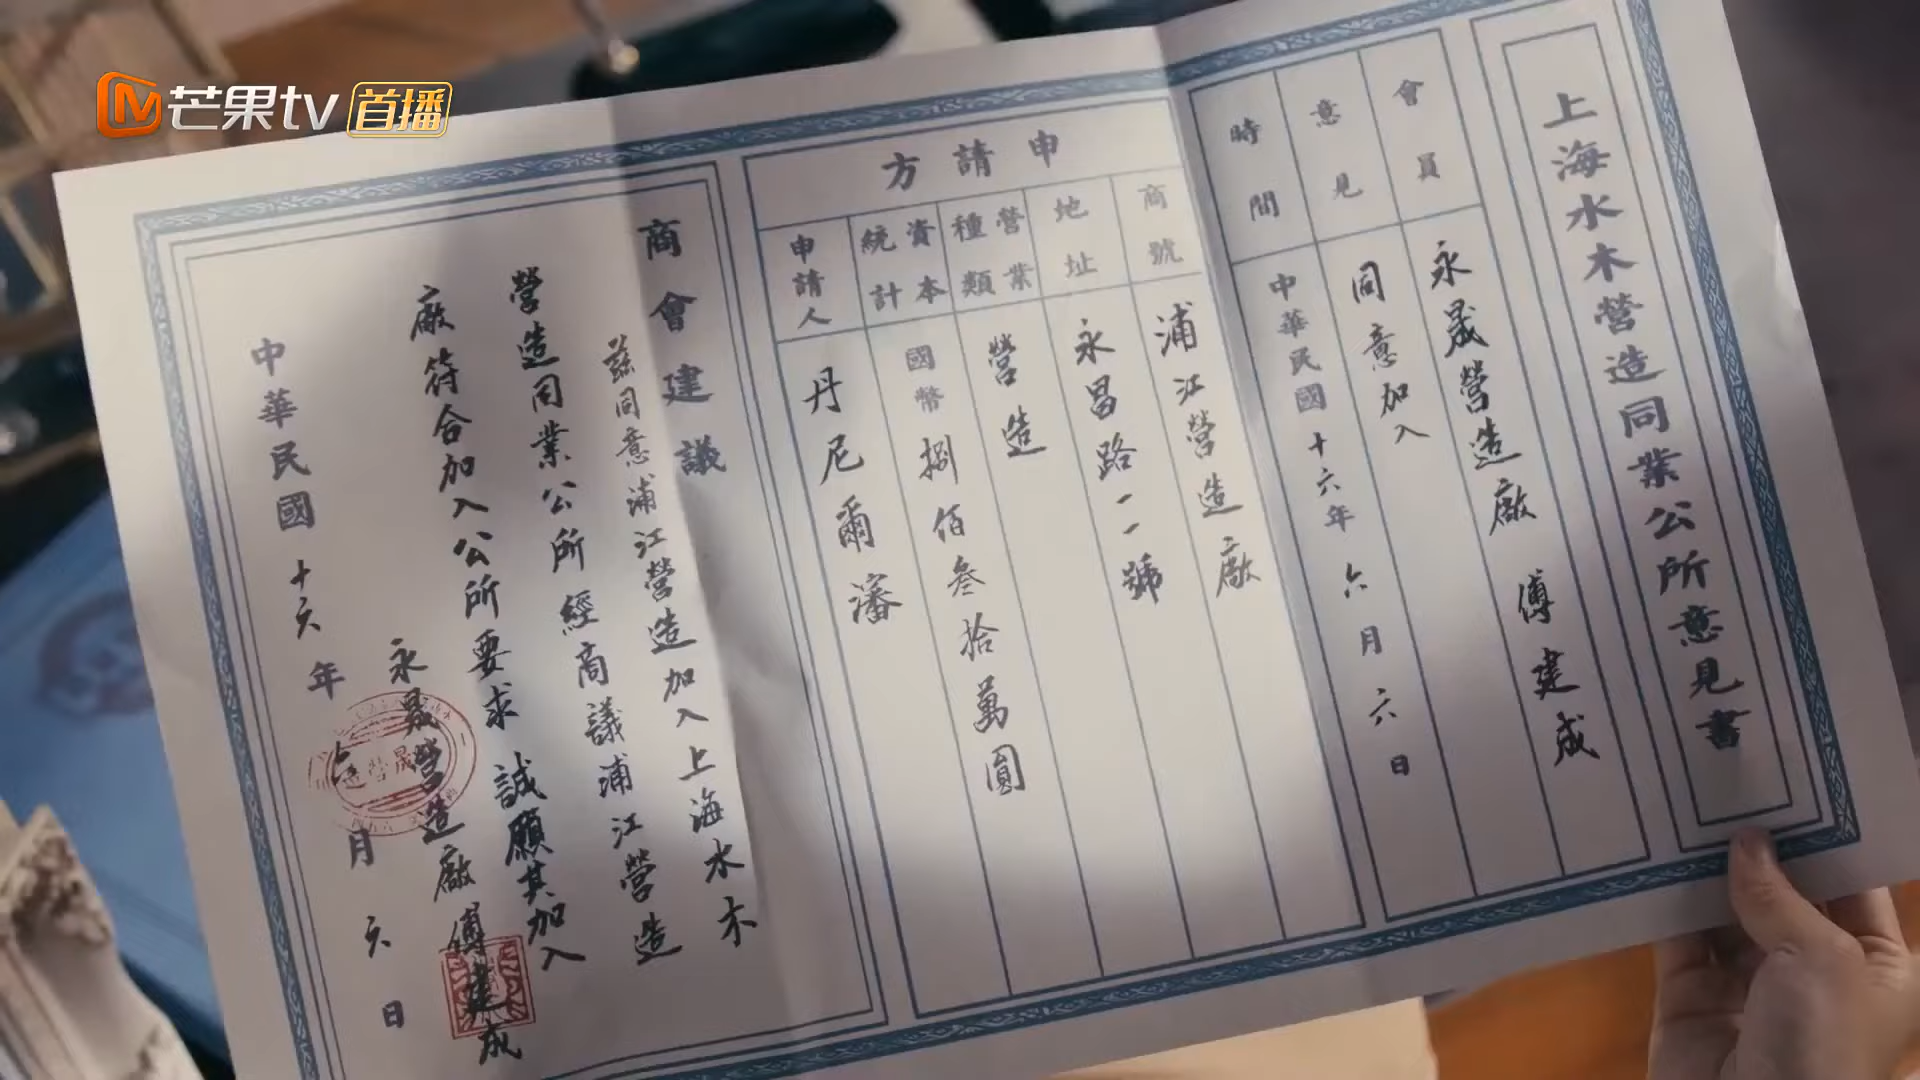 芒果tv 首播
上海水木營造同業公所意見書
會員
永晟營造廠 傅建成
意見
同意加入
時間
中華民國十六年六月六日
申請方
商號
浦江營造廠
地址
永昌路一一號
營業種類
營造
資本統計
國幣捌佰叁拾萬圓
申請人
丹尼爾瀋
商會建議
茲同意浦江營造加入上海水木
營造同業公所經商議浦江營造
廠符合加入公所要求 誠願其加入
永晟營造廠 傅建成
中華民國十六年六月六日